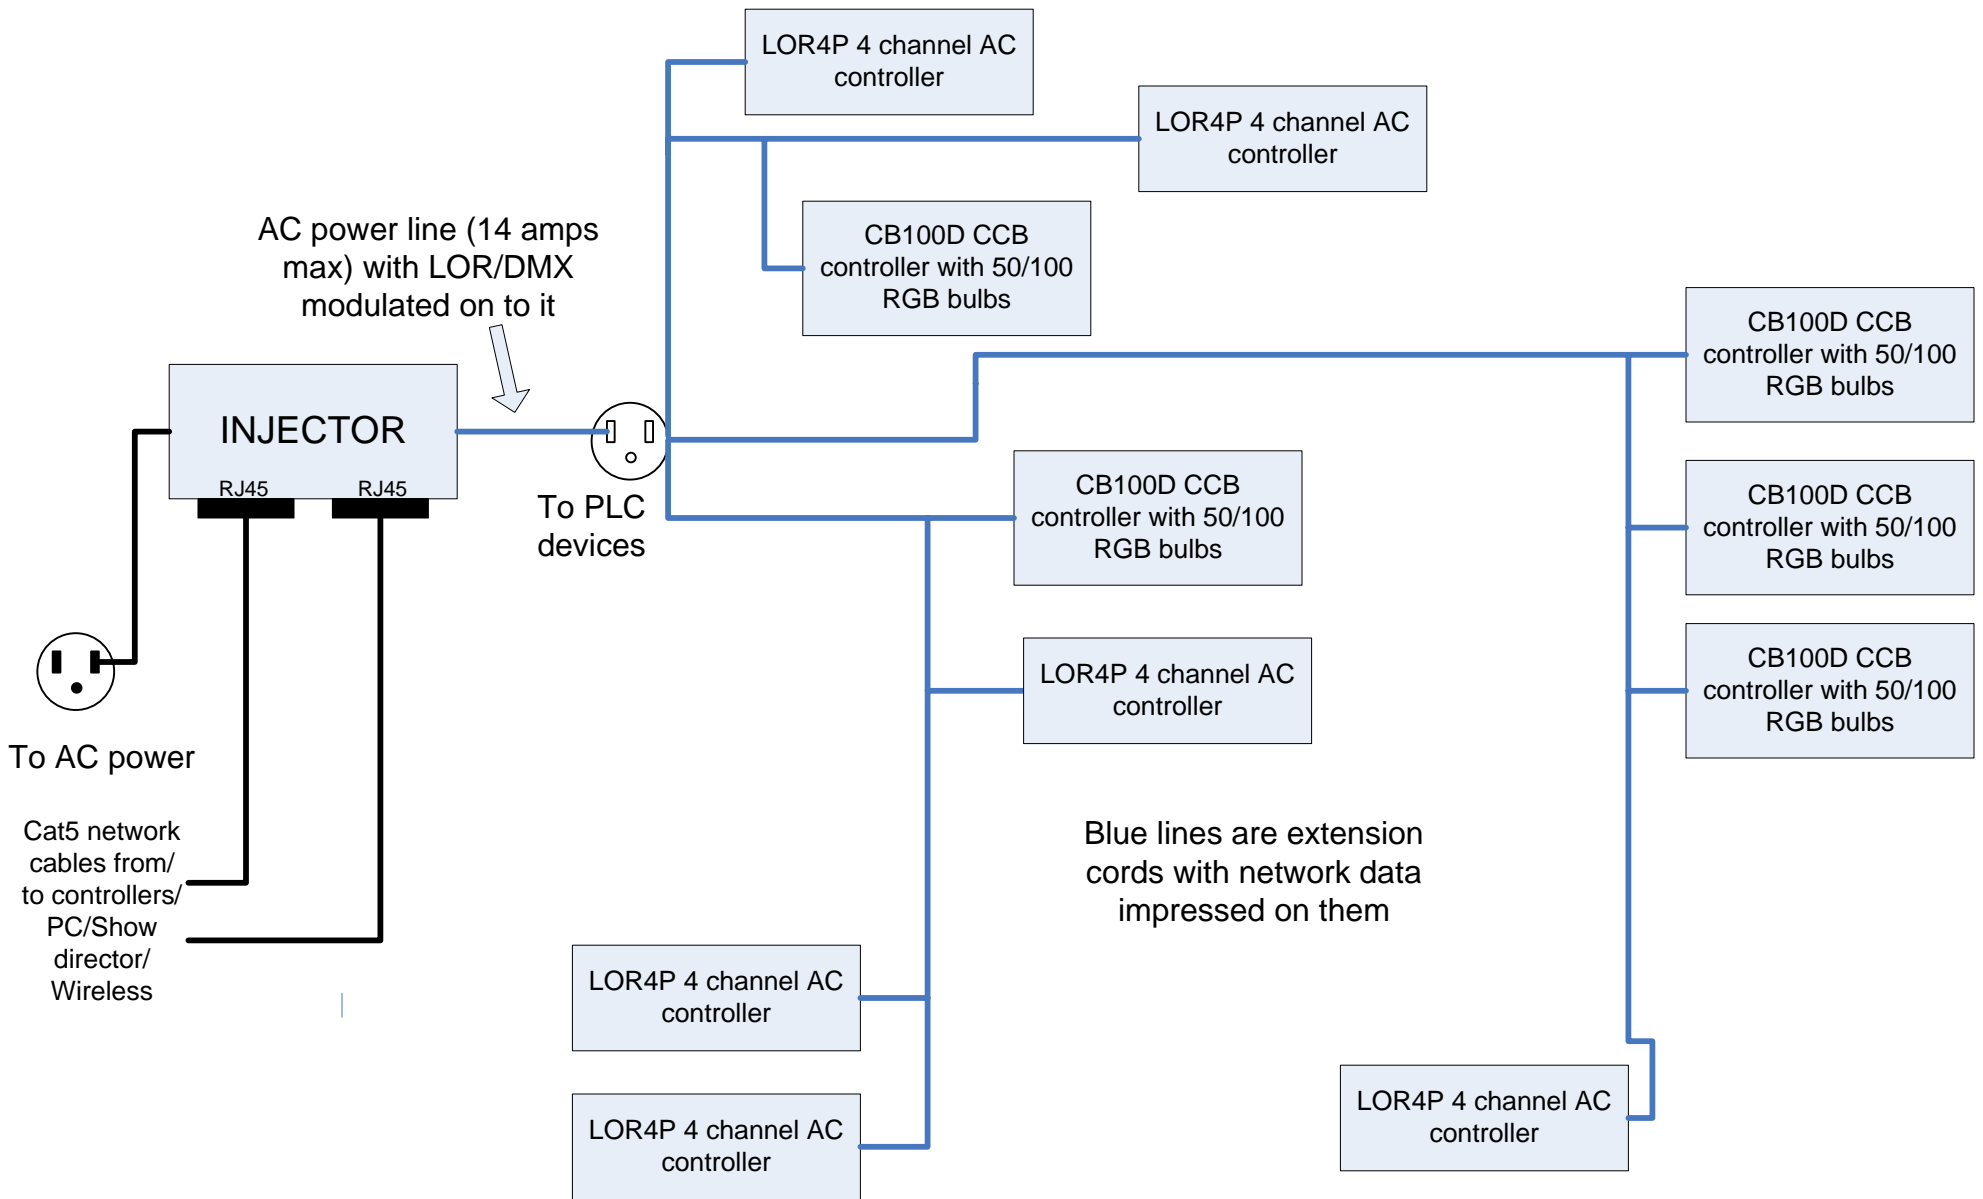 LOR4P 4 channel AC
controller
LOR4P 4 channel AC
controller
AC power line (14 amps
max) with LOR/DMX
modulated on to it
CB100D CCB
controller with 50/100
RGB bulbs
CB100D CCB
controller with 50/100
RGB bulbs
INJECTOR
RJ45
RJ45
To PLC
devices
CB100D CCB
controller with 50/100
RGB bulbs
CB100D CCB
controller with 50/100
RGB bulbs
LOR4P 4 channel AC
controller
CB100D CCB
controller with 50/100
RGB bulbs
To AC power
Cat5 network
cables from/
to controllers/
PC/Show
director/
Wireless
Blue lines are extension
cords with network data
impressed on them
LOR4P 4 channel AC
controller
LOR4P 4 channel AC
controller
LOR4P 4 channel AC
controller